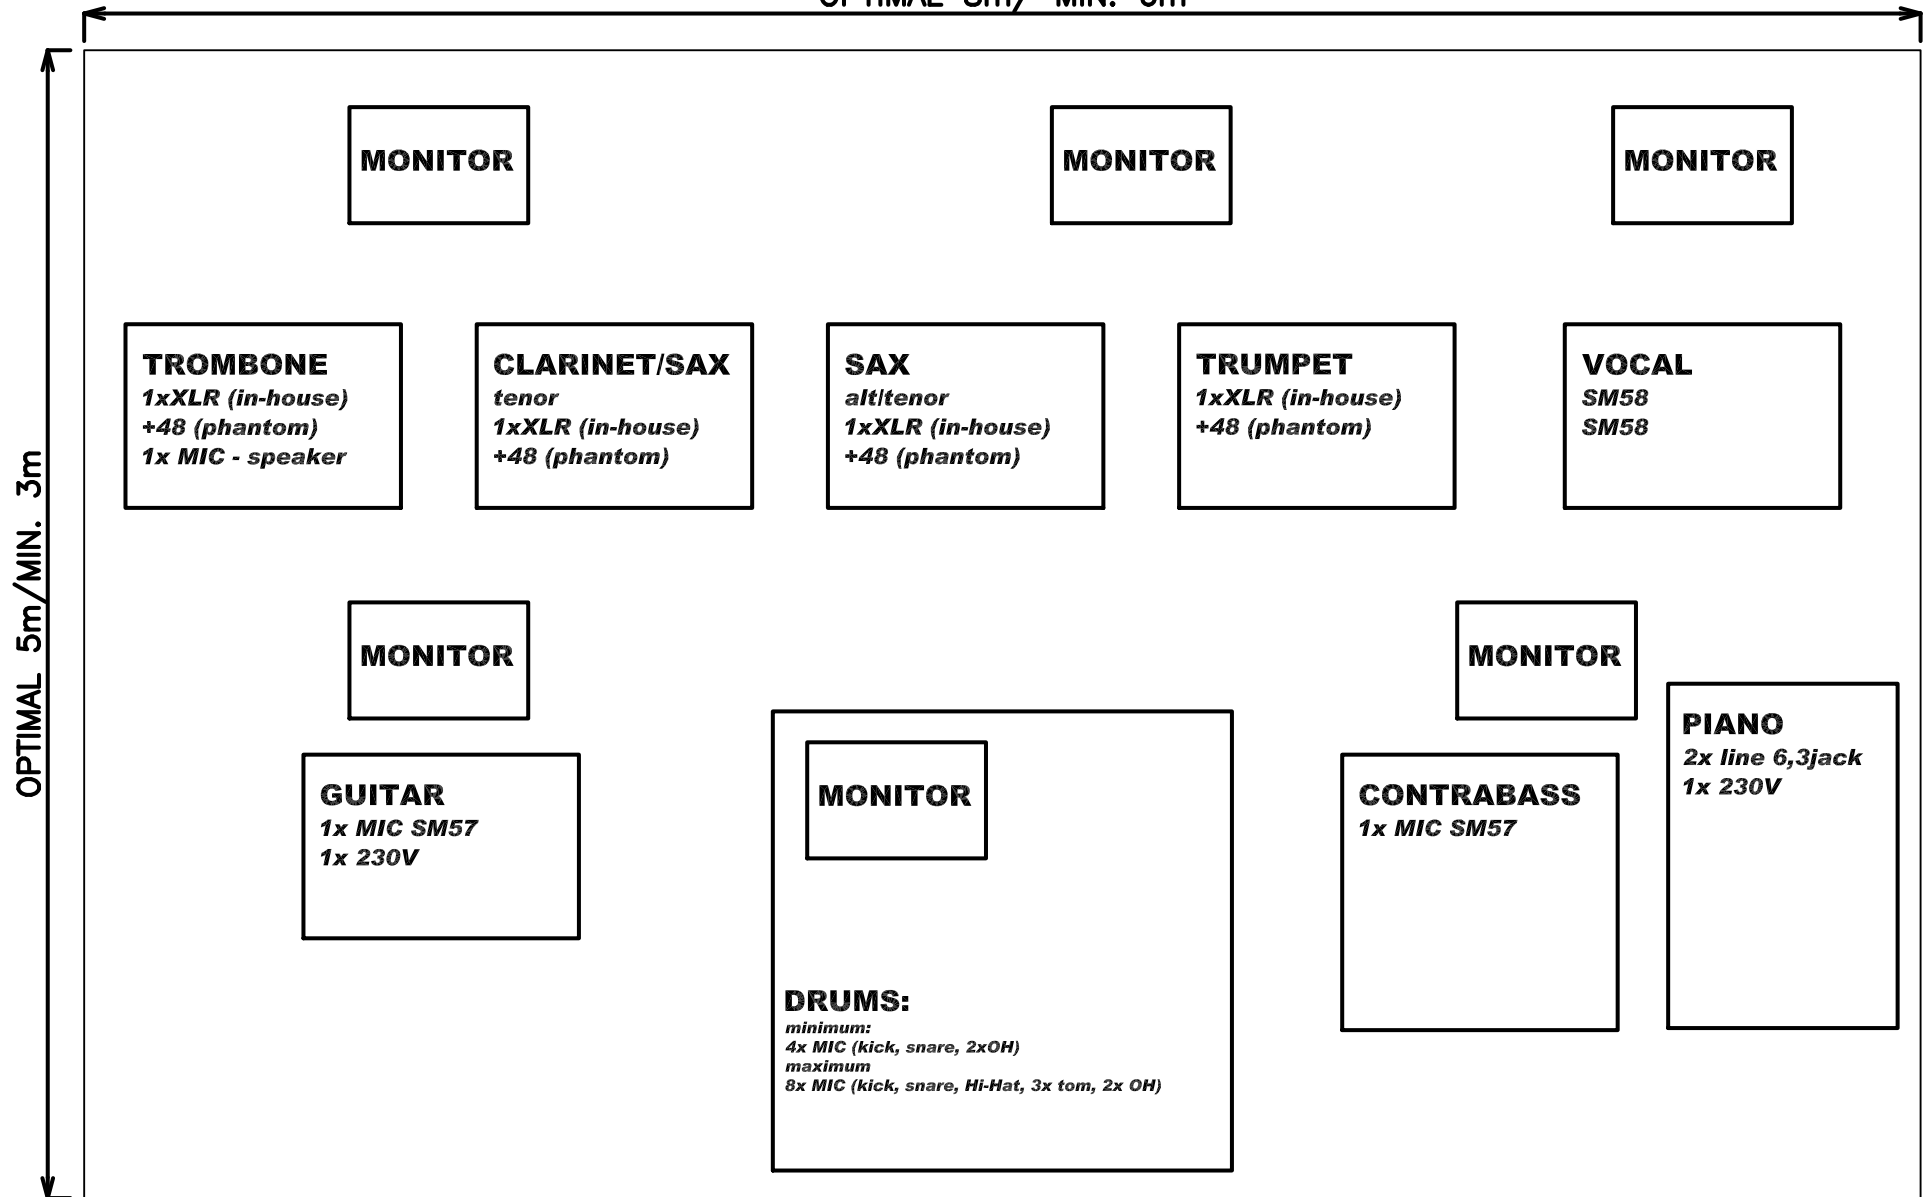 MONITOR
MONITOR
MONITOR
TROMBONE
1xXLR (in-house)
+48 (phantom)
1x MIC - speaker
CLARINET/SAX
tenor
1xXLR (in-house)
+48 (phantom)
SAX
alt/tenor
1xXLR (in-house)
+48 (phantom)
TRUMPET
1xXLR (in-house)
+48 (phantom)
VOCAL
SM58
SM58
OPTIMAL 5m/MIN. 3m
MONITOR
MONITOR
GUITAR
1x MIC SM57
1x 230V
MONITOR
DRUMS:
minimum:
4x MIC (kick, snare, 2xOH)
maximum
8x MIC (kick, snare, Hi-Hat, 3x tom, 2x OH)
CONTRABASS
1x MIC SM57
PIANO
2x line 6,3jack
1x 230V